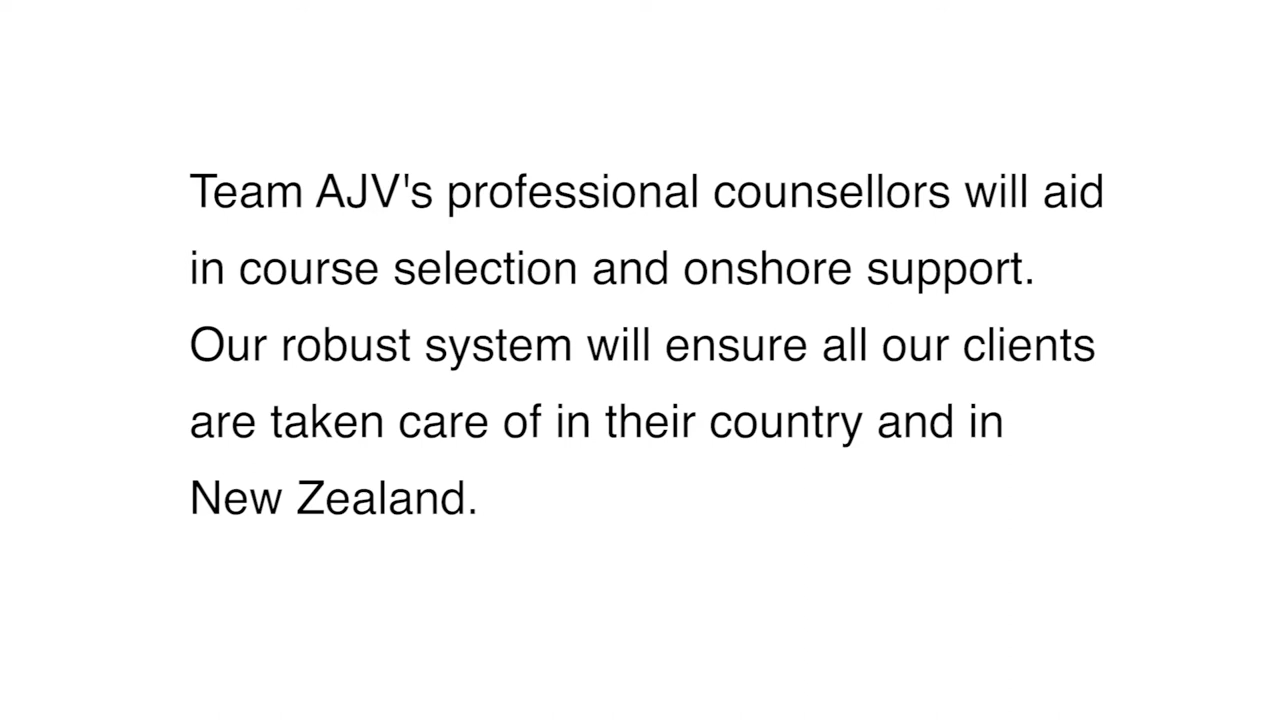 Team AJV's professional counsellors will aid
in course selection and onshore support.
Our robust system will ensure all our clients
are taken care of in their country and in
New Zealand.